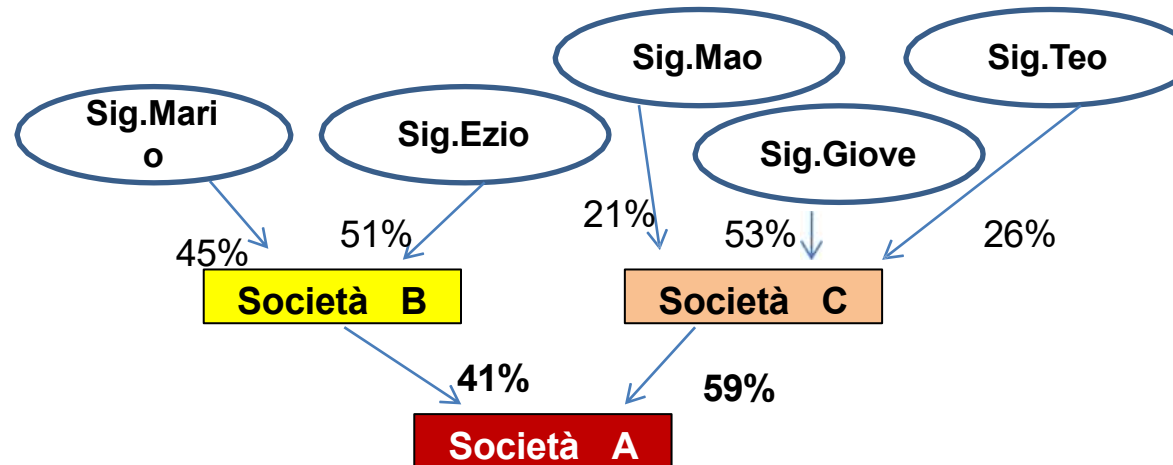 Sig.Mao
Sig.Teo
Sig.Mari
o
Sig.Ezio
Sig.Giove
45%
51%
21%
53%
26%
Società B
Società C
41%
59%
Società A